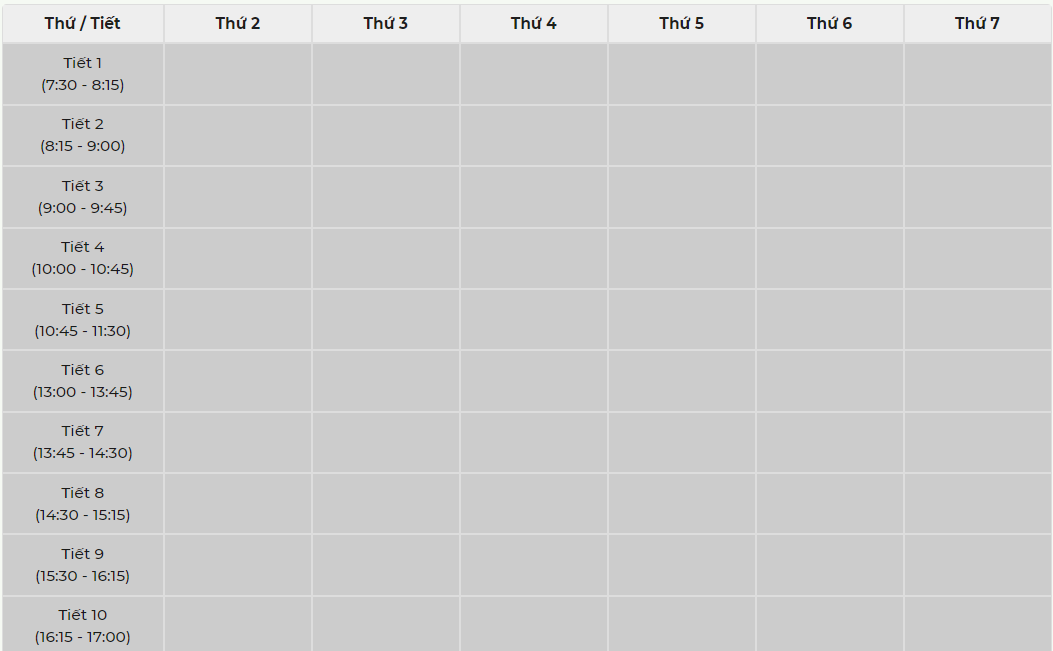 Thứ / Tiết Thứ 2 Thứ 3 Thứ 4 Thứ 5 Thứ 6 Thứ 7
Tiết 1
(7:30 - 8:15)
Tiết 2
(8:15 - 9:00)
Tiết 3
(9:00 - 9:45)
Tiết 4
(10:00 - 10:45)
Tiết 5
(10:45 - 11:30)
Tiết 6
(13:00 - 13:45)
Tiết 7
(13:45 - 14:30)
Tiết 8
(14:30 - 15:15)
Tiết 9
(15:30 - 16:15)
Tiết 10
(16:15 - 17:00)